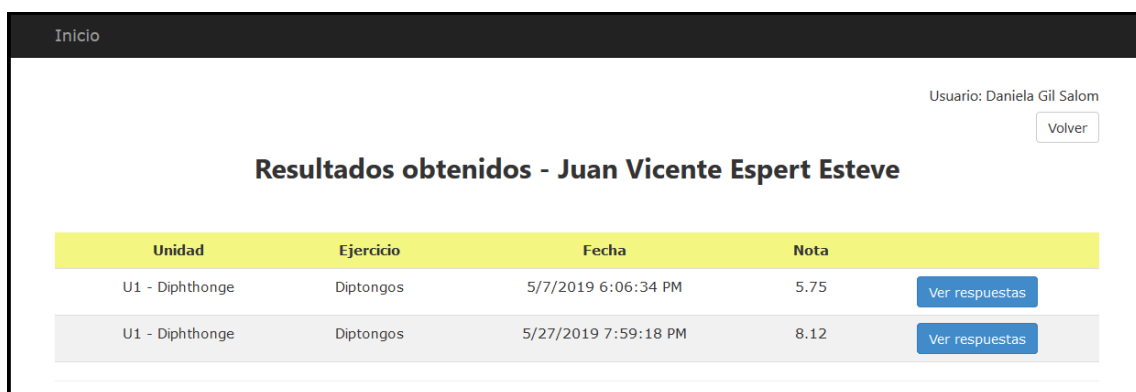 Inicio
Usuario: Daniela Gil Salom
Volver
Resultados obtenidos - Juan Vicente Espert Esteve
Unidad Ejercicio Fecha Nota
U1 - Diphthonge Diptongos 5/7/2019 6:06:34 PM 5.75 Ver respuestas
U1 - Diphthonge Diptongos 5/27/2019 7:59:18 PM 8.12 Ver respuestas